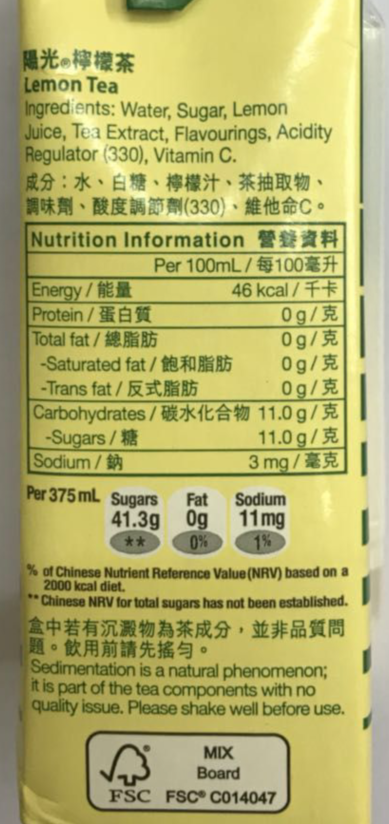 陽光®檸檬茶
Lemon Tea
Ingredients: Water, Sugar, Lemon
Juice, Tea Extract, Flavourings, Acidity
Regulator (330), Vitamin C.
成分：水、白糖、檸檬汁、茶抽取物、
調味劑、酸度調節劑(330)、維他命C。
Nutrition Information 營養資料
Per 100mL / 每100毫升
Energy / 能量 46 kcal / 千卡
Protein / 蛋白質 0 g / 克
Total fat / 總脂肪 0 g / 克
-Saturated fat / 飽和脂肪 0 g / 克
-Trans fat / 反式脂肪 0 g / 克
Carbohydrates / 碳水化合物 11.0 g / 克
-Sugars / 糖 11.0 g / 克
Sodium / 鈉 3 mg / 毫克
Per 375 mL Sugars Fat Sodium
41.3g 0g 11mg
** 0% 1%
% of Chinese Nutrient Reference Value (NRV) based on a
2000 kcal diet.
** Chinese NRV for total sugars has not been established.
盒中若有沉澱物為茶成分，並非品質問
題。飲用前請先搖勻。
Sedimentation is a natural phenomenon;
it is part of the tea components with no
quality issue. Please shake well before use.
MIX
Board
FSC FSC® C014047